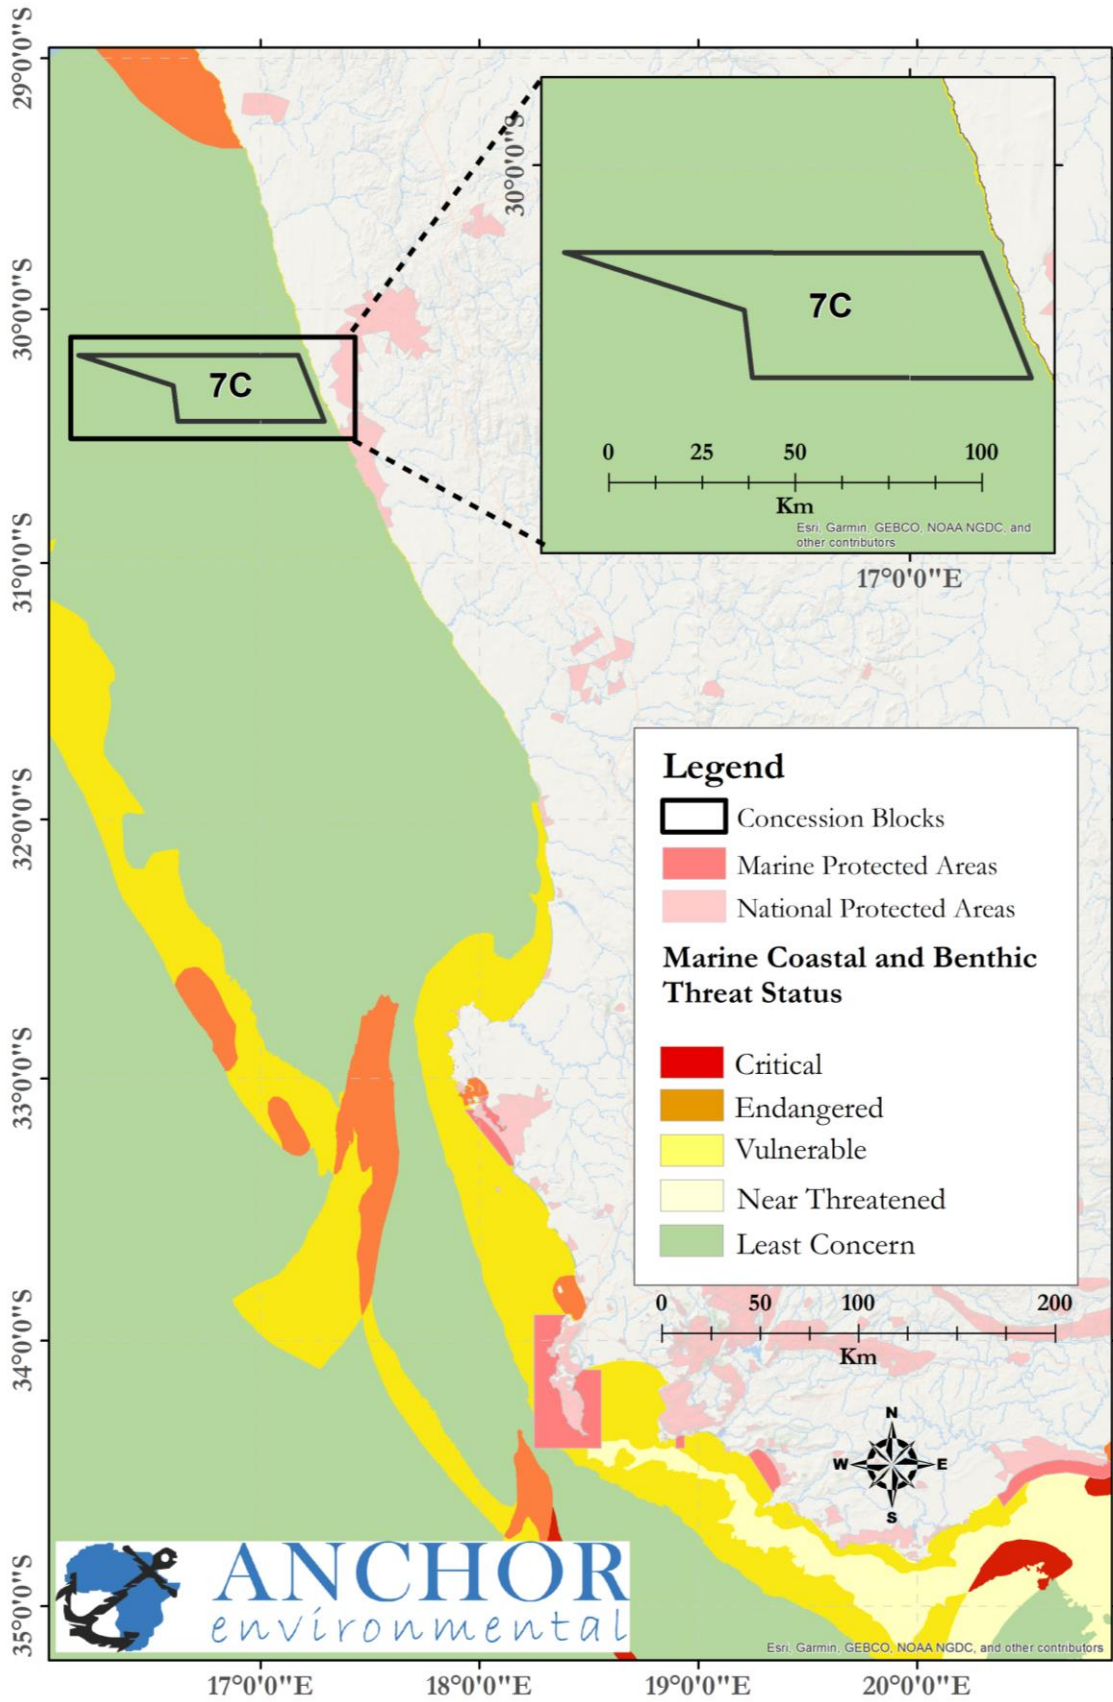 29°0'0"S
30°0'0"S
31°0'0"S
32°0'0"S
33°0'0"S
34°0'0"S
35°0'0"S
30°0'0"S
7C
0 25 50 100
Km
Esri, Garmin, GEBCO, NOAA NGDC, and
other contributors
17°0'0"E
7C
Legend
Concession Blocks
Marine Protected Areas
National Protected Areas
Marine Coastal and Benthic
Threat Status
Critical
Endangered
Vulnerable
Near Threatened
Least Concern
0 50 100 200
Km
N
W E
S
ANCHOR
environmental
Esri, Garmin, GEBCO, NOAA NGDC, and other contributors
17°0'0"E 18°0'0"E 19°0'0"E 20°0'0"E